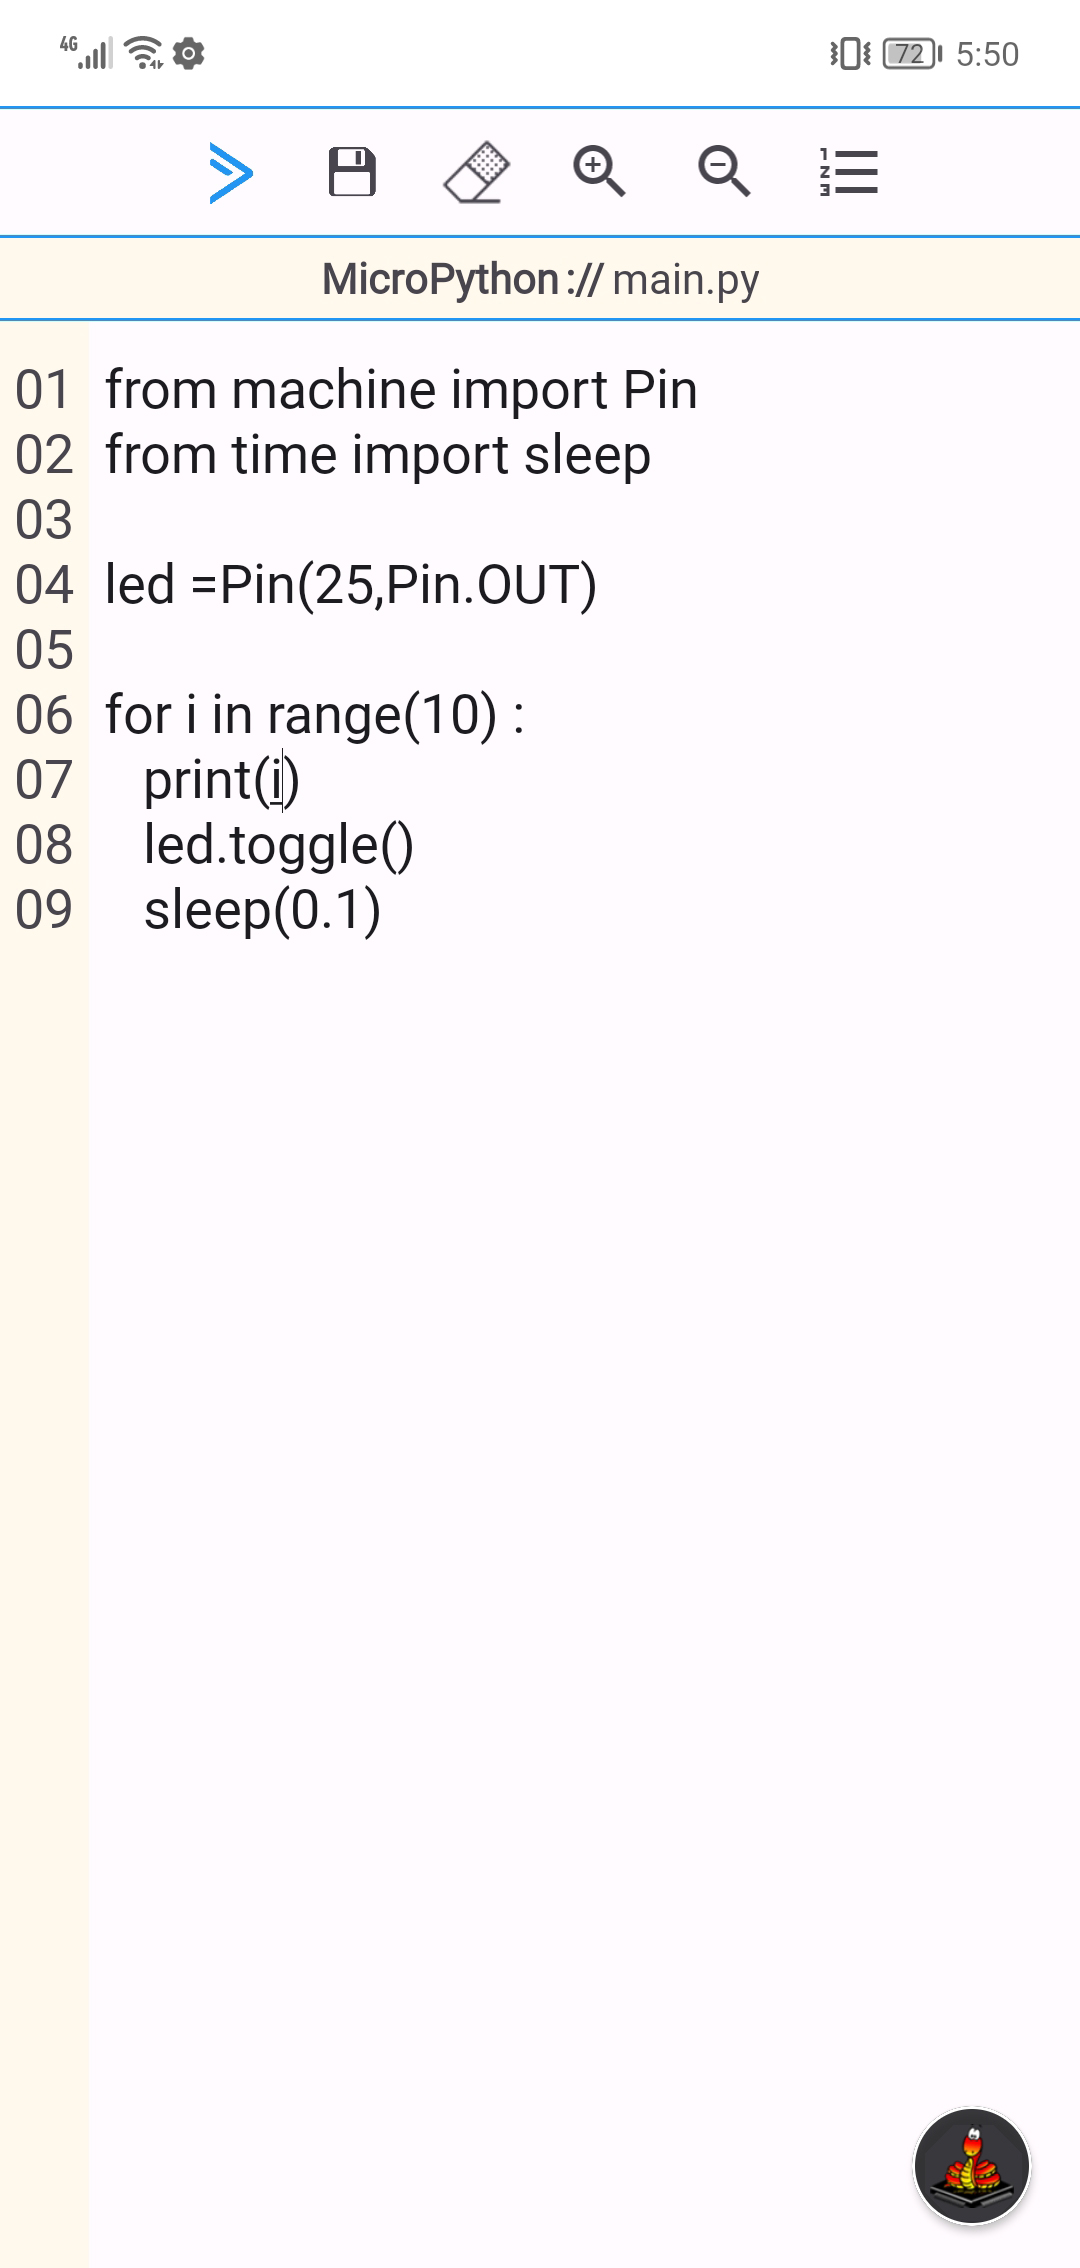 4G 72 5:50
MicroPython:// main.py
01 from machine import Pin
02 from time import sleep
03
04 led =Pin(25,Pin.OUT)
05
06 for i in range(10) :
07    print(i)
08    led.toggle()
09    sleep(0.1)